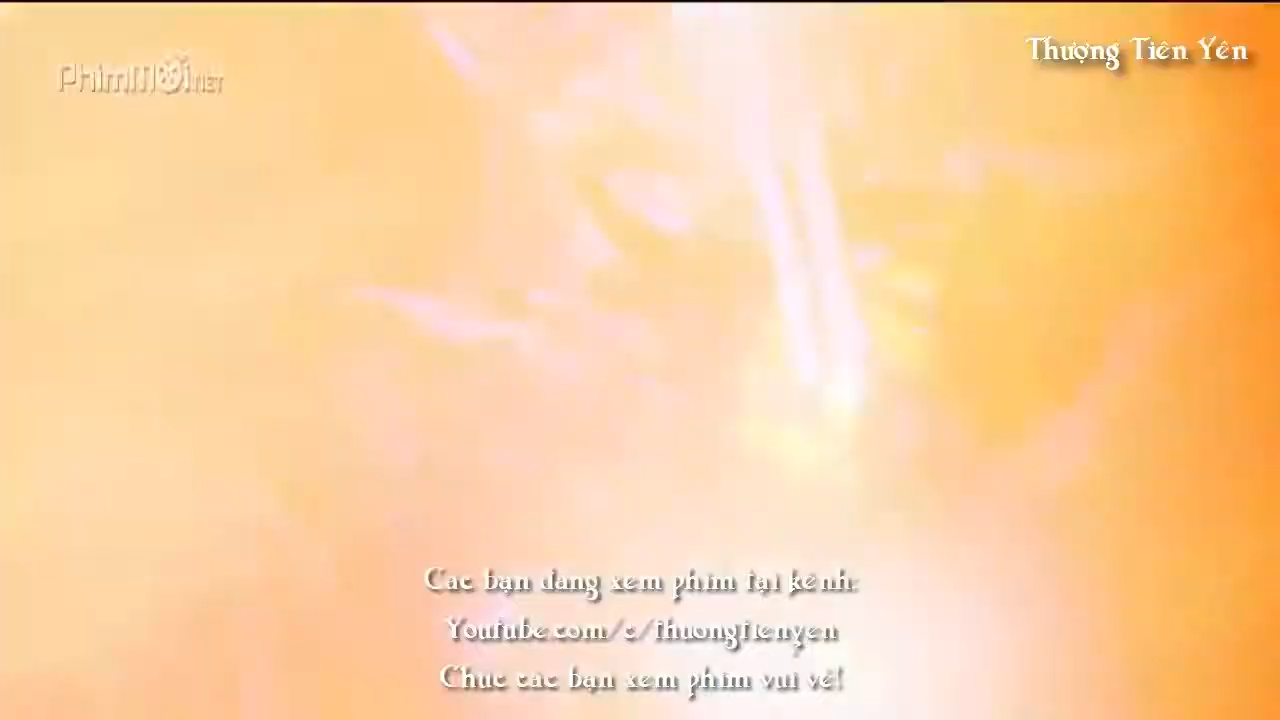 PhimMoi.NET
Thượng Tiên Yên
Các bạn đang xem phim tại kênh:
Youtube.com/c/thuongtienyen
Chúc các bạn xem phim vui vẻ!